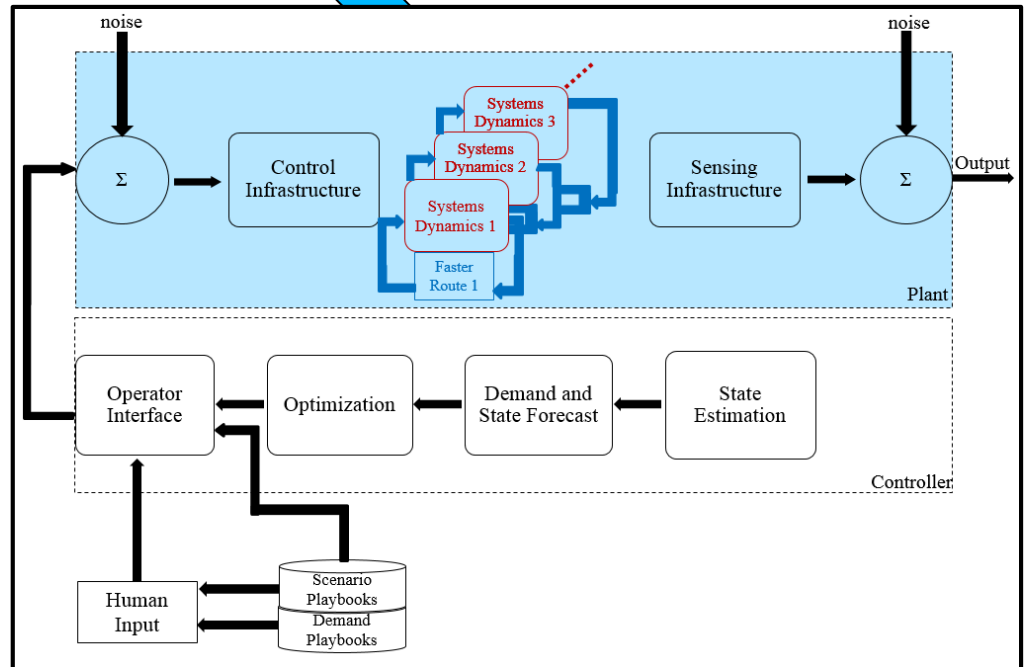 noise
noise
Σ
Control
Infrastructure
Systems
Dynamics 3
Systems
Dynamics 2
Systems
Dynamics 1
Faster
Route 1
Sensing
Infrastructure
Σ
Output
Plant
Operator
Interface
Optimization
Demand and
State Forecast
State
Estimation
Controller
Human
Input
Scenario
Playbooks
Demand
Playbooks